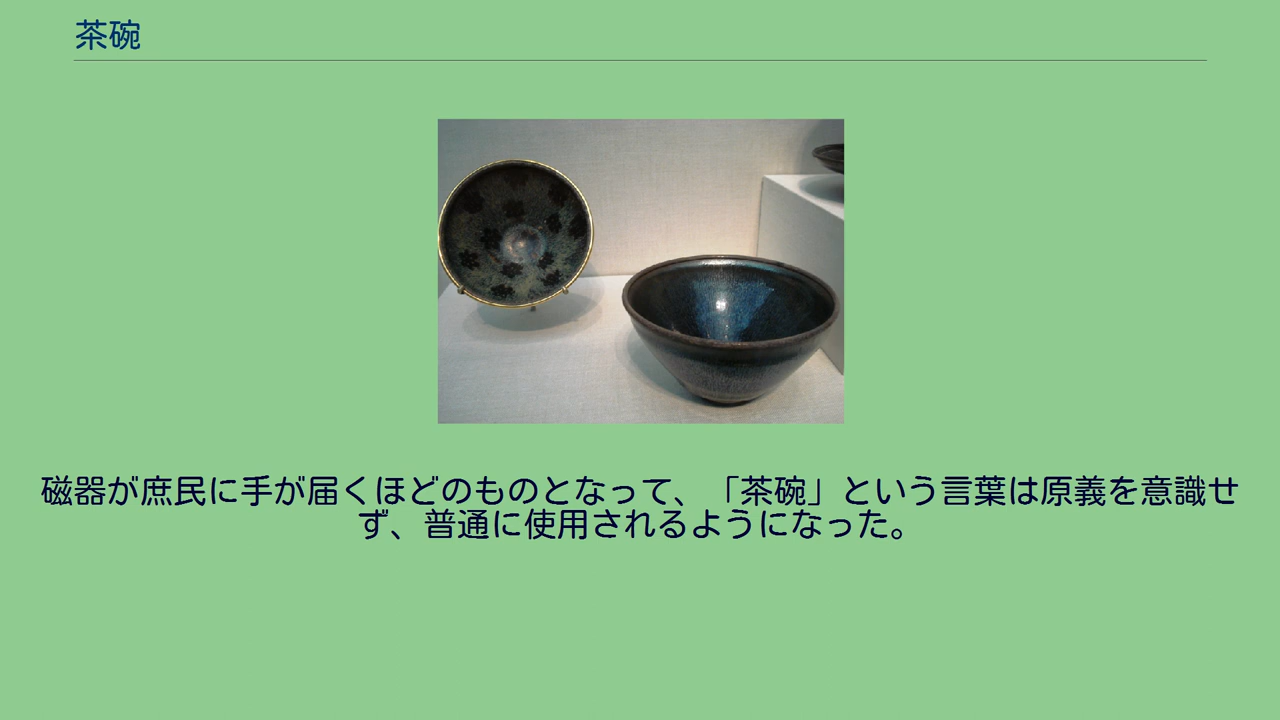 茶碗
磁器が庶民に手が届くほどのものとなって、「茶碗」という言葉は原義を意識せ
ず、普通に使用されるようになった。